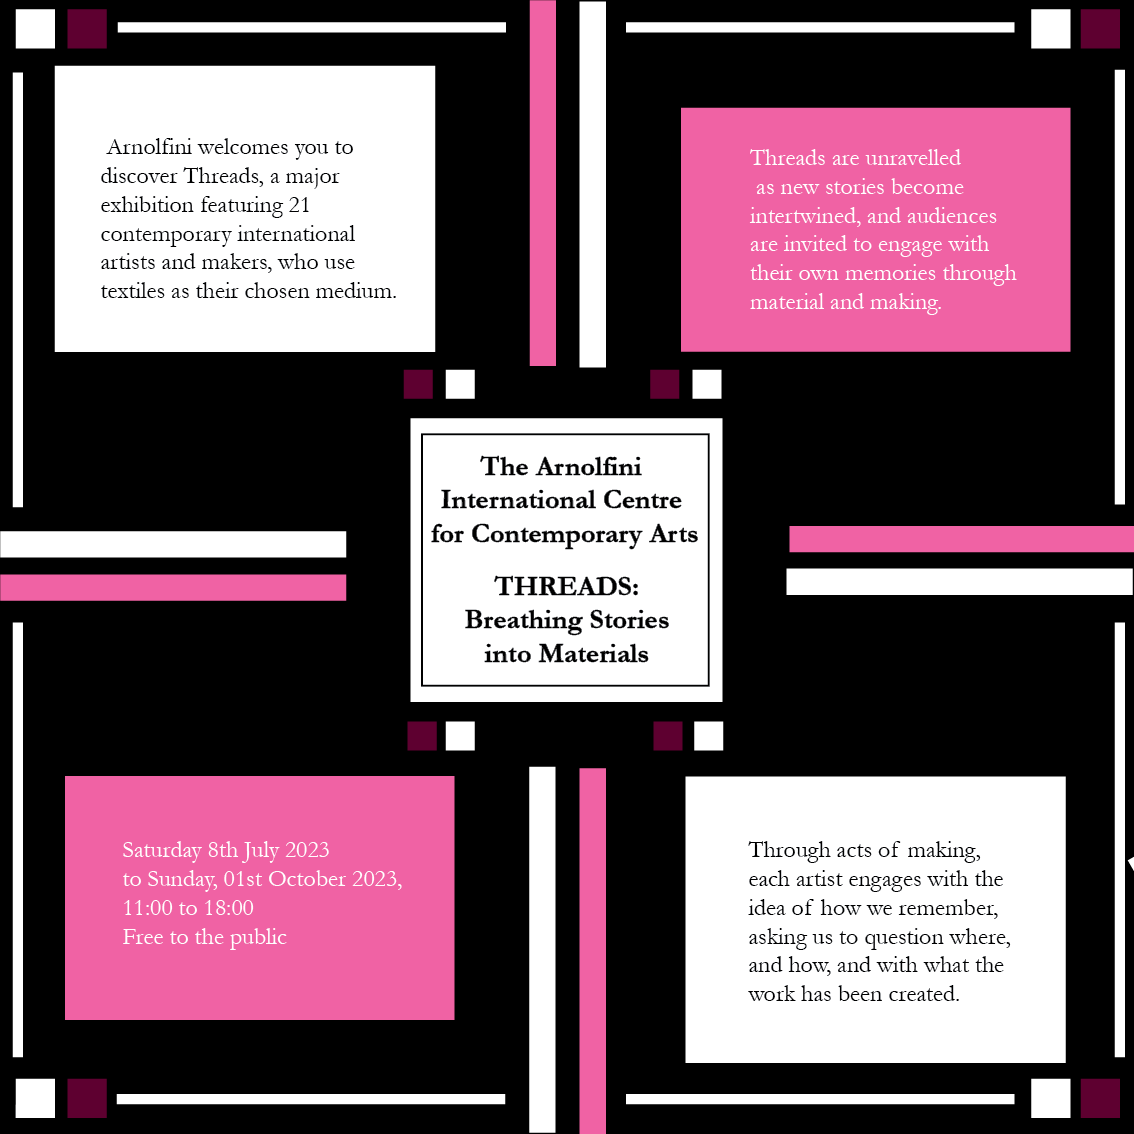 Arnolfini welcomes you to
discover Threads, a major
exhibition featuring 21
contemporary international
artists and makers, who use
textiles as their chosen medium.
Threads are unravelled
as new stories become
intertwined, and audiences
are invited to engage with
their own memories through
material and making.
The Arnolfini
International Centre
for Contemporary Arts
THREADS:
Breathing Stories
into Materials
Saturday 8th July 2023
to Sunday, 01st October 2023,
11:00 to 18:00
Free to the public
Through acts of making,
each artist engages with the
idea of how we remember,
asking us to question where,
and how, and with what the
work has been created.